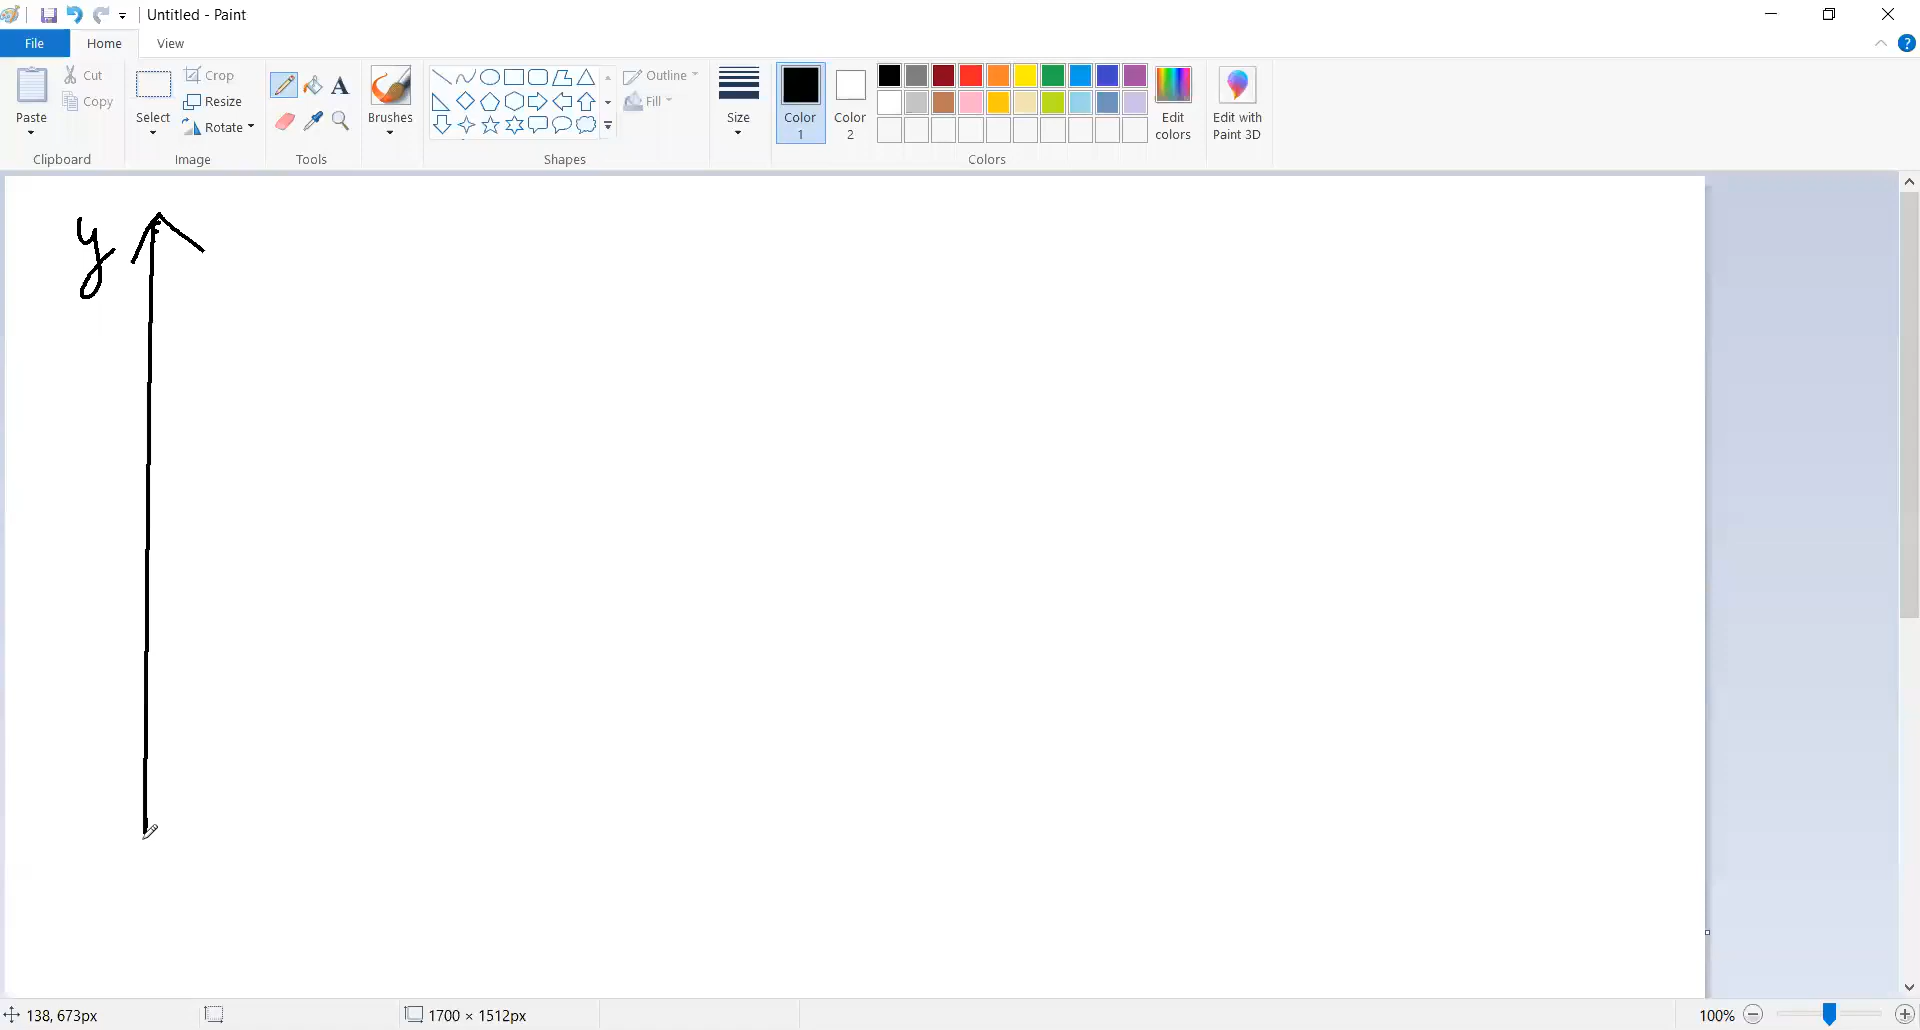 Untitled - Paint
File Home View
Paste
Cut
Copy
Clipboard
Select
Crop
Resize
Rotate
Image
A
Tools
Brushes
Outline
Fill
Shapes
Size
Color 1
Color 2
Edit colors
Edit with Paint 3D
Colors
?
y
138, 673px
1700 × 1512px
100%